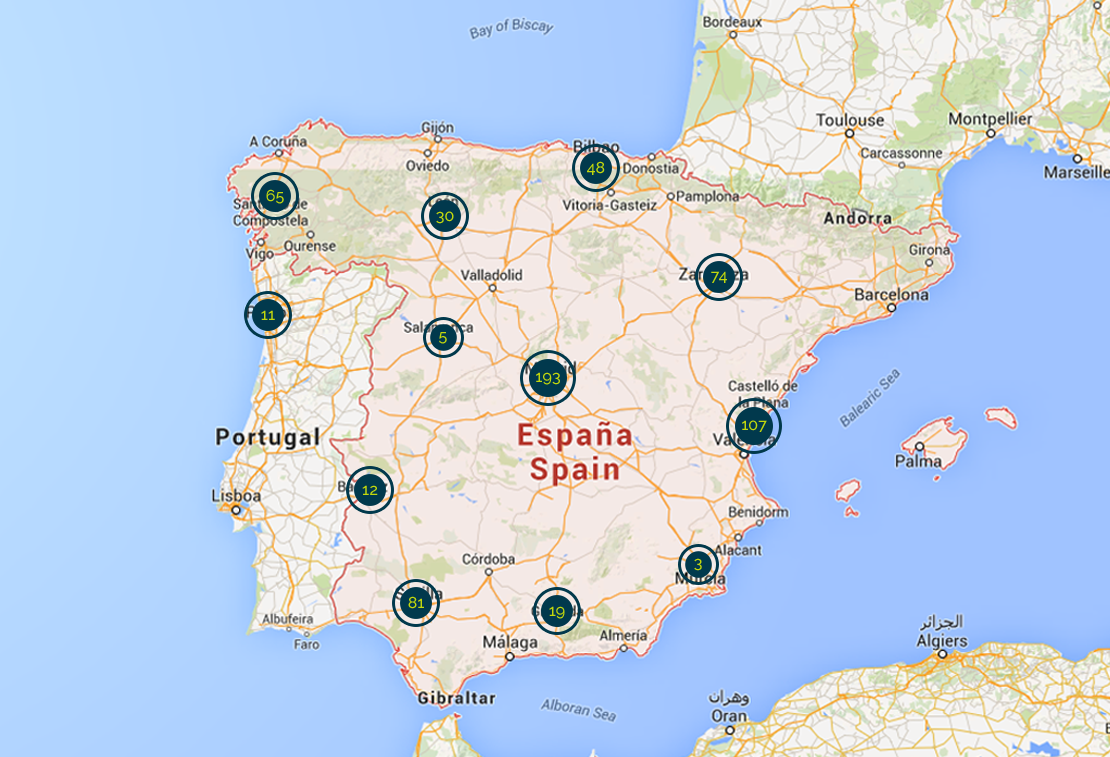 Bordeaux
Bay of Biscay
Toulouse
Montpellier
Carcassonne
Marseille
A Coruña
Gijón
Oviedo
Bilbao
48
Donostia
Vitoria-Gasteiz
Pamplona
Andorra
65
de
Compostela
30
Ourense
Vigo
Girona
Valladolid
74
Barcelona
11
Salamanca
5
193
Castelló de
la Plana
107
Balearic Sea
Portugal
España
Spain
Palma
12
Lisboa
Benidorm
Alacant
3
Murcia
Córdoba
81
19
Albufeira
Faro
Málaga
Almería
Gibraltar
Alboran Sea
الجزائر
Algiers
وهران
Oran